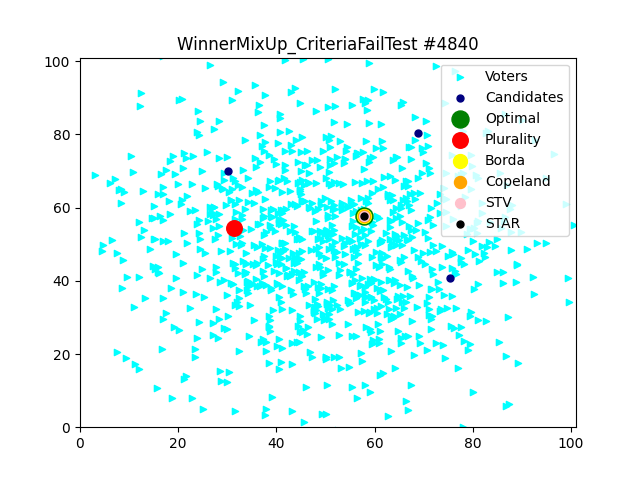 WinnerMixUp_CriteriaFailTest #4840
100
80
60
40
20
0
0 20 40 60 80 100
Voters
Candidates
Optimal
Plurality
Borda
Copeland
STV
STAR